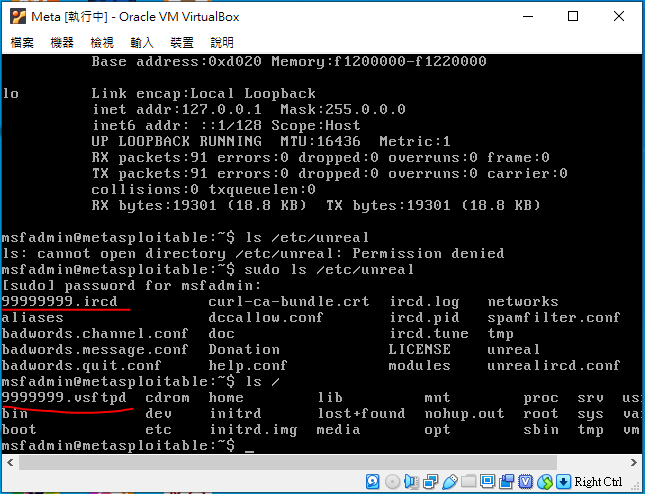 Meta [執行中] - Oracle VM VirtualBox
檔案 機器 檢視 輸入 裝置 說明
Base address:0xd020 Memory:f1200000-f1220000
lo Link encap:Local Loopback
inet addr:127.0.0.1 Mask:255.0.0.0
inet6 addr: ::1/128 Scope:Host
UP LOOPBACK RUNNING MTU:16436 Metric:1
RX packets:91 errors:0 dropped:0 overruns:0 frame:0
TX packets:91 errors:0 dropped:0 overruns:0 carrier:0
collisions:0 txqueuelen:0
RX bytes:19301 (18.8 KB) TX bytes:19301 (18.8 KB)
msfadmin@metasploitable:~$ ls /etc/unreal
ls: cannot open directory /etc/unreal: Permission denied
msfadmin@metasploitable:~$ sudo ls /etc/unreal
[sudo] password for msfadmin:
99999999.ircd curl-ca-bundle.crt ircd.log networks
aliases dccallow.conf ircd.pid spamfilter.conf
badwords.channel.conf doc ircd.tune tmp
badwords.message.conf Donation LICENSE unreal
badwords.quit.conf help.conf modules unrealircd.conf
msfadmin@metasploitable:~$ ls /
9999999.vsftpd cdrom home lib mnt proc srv us
bin dev initrd lost+found nohup.out root sys va
boot etc initrd.img media opt sbin tmp vm
msfadmin@metasploitable:~$ _
Right Ctrl